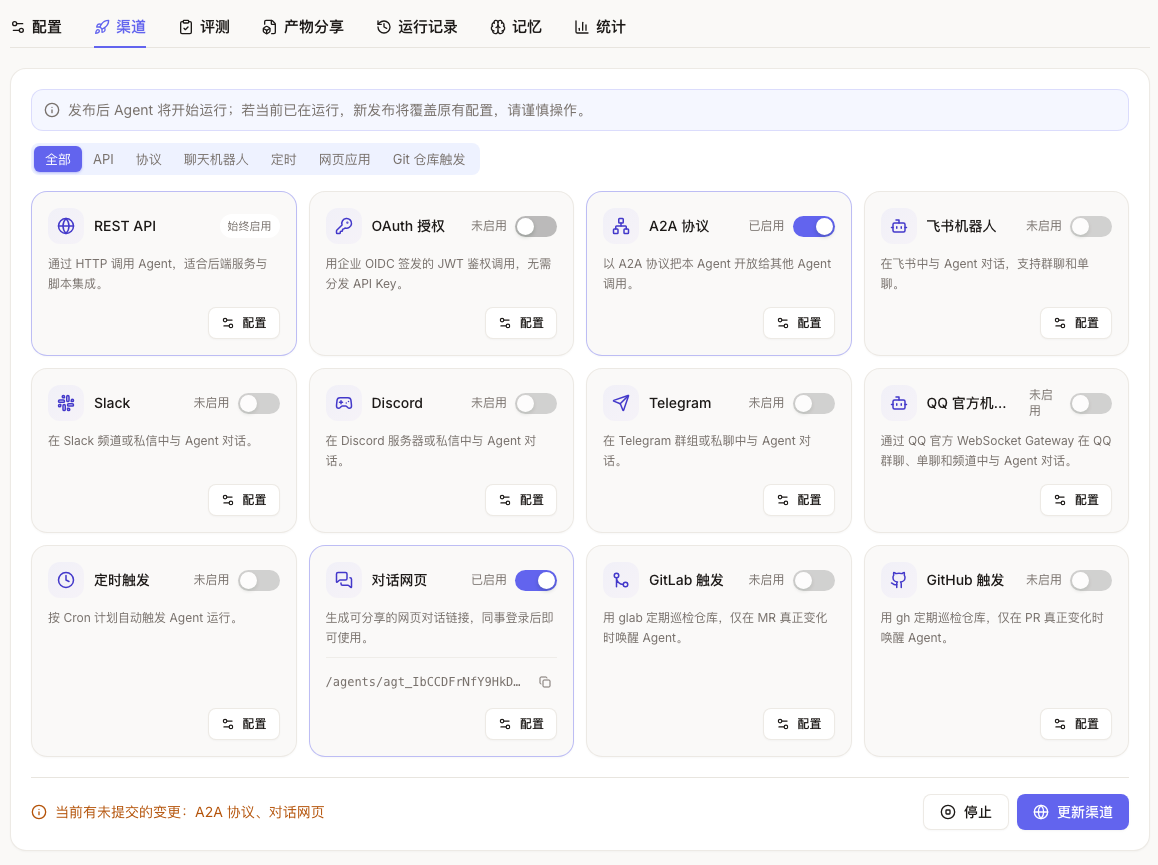 配置 渠道 评测 产物分享 运行记录 记忆 统计
发布后 Agent 将开始运行；若当前已在运行，新发布将覆盖原有配置，请谨慎操作。
全部 API 协议 聊天机器人 定时 网页应用 Git 仓库触发
REST API 始终启用
通过 HTTP 调用 Agent，适合后端服务与
脚本集成。
配置
OAuth 授权 未启用
用企业 OIDC 签发的 JWT 鉴权调用，无需
分发 API Key。
配置
A2A 协议 已启用
以 A2A 协议把本 Agent 开放给其他 Agent
调用。
配置
飞书机器人 未启用
在飞书中与 Agent 对话，支持群聊和单
聊。
配置
Slack 未启用
在 Slack 频道或私信中与 Agent 对话。
配置
Discord 未启用
在 Discord 服务器或私信中与 Agent 对
话。
配置
Telegram 未启用
在 Telegram 群组或私聊中与 Agent 对
话。
配置
QQ 官方机... 未启
用
通过 QQ 官方 WebSocket Gateway 在 QQ
群聊、单聊和频道中与 Agent 对话。
配置
定时触发 未启用
按 Cron 计划自动触发 Agent 运行。
配置
对话网页 已启用
生成可分享的网页对话链接，同事登录后即
可使用。
/agents/agt_IbCCDFrNfY9HkD…
配置
GitLab 触发 未启用
用 glab 定期巡检仓库，仅在 MR 真正变化
时唤醒 Agent。
配置
GitHub 触发 未启用
用 gh 定期巡检仓库，仅在 PR 真正变化时
唤醒 Agent。
配置
当前有未提交的变更：A2A 协议、对话网页
停止 更新渠道